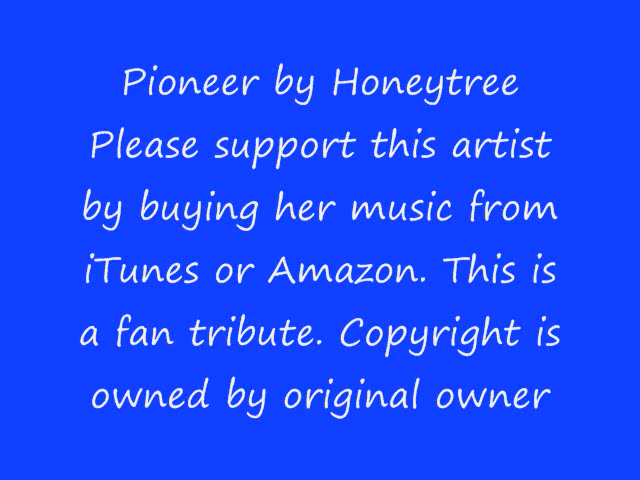 Pioneer by Honeytree
Please support this artist
by buying her music from
iTunes or Amazon. This is
a fan tribute. Copyright is
owned by original owner